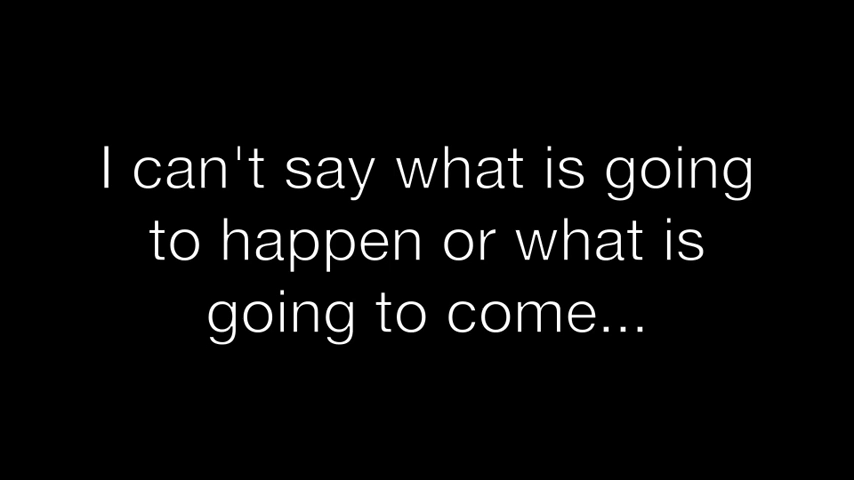 I can't say what is going
to happen or what is
going to come...